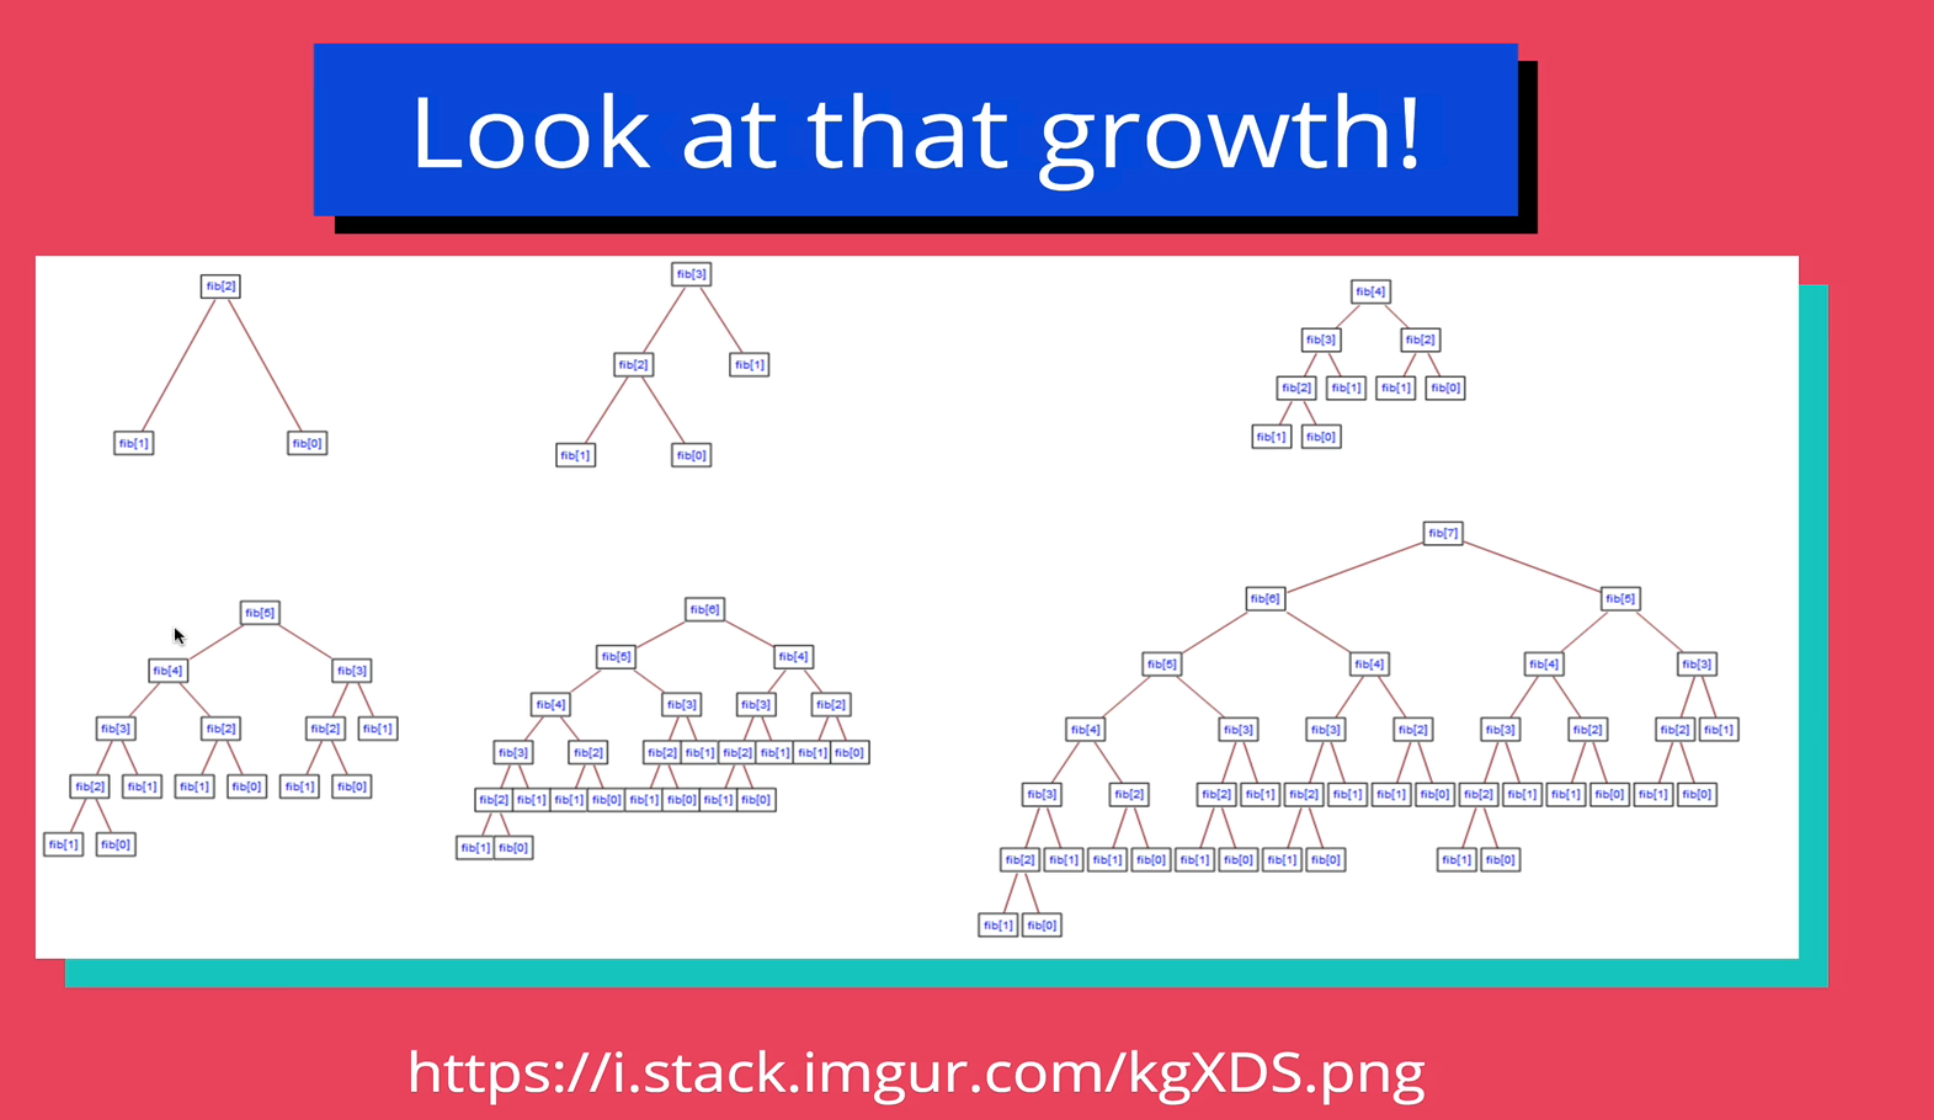 Look at that growth!
fib[2]
fib[1] fib[0]
fib[3]
fib[2] fib[1]
fib[1] fib[0]
fib[4]
fib[3] fib[2]
fib[2] fib[1] fib[1] fib[0]
fib[1] fib[0]
fib[5]
fib[4] fib[3]
fib[3] fib[2] fib[2] fib[1]
fib[2] fib[1] fib[1] fib[0] fib[1] fib[0]
fib[1] fib[0]
fib[6]
fib[5] fib[4]
fib[4] fib[3] fib[3] fib[2]
fib[3] fib[2] fib[2] fib[1] fib[2] fib[1] fib[1] fib[0]
fib[2] fib[1] fib[1] fib[0] fib[1] fib[0] fib[1] fib[0]
fib[1] fib[0]
fib[7]
fib[6] fib[5]
fib[5] fib[4] fib[4] fib[3]
fib[4] fib[3] fib[3] fib[2] fib[3] fib[2] fib[2] fib[1]
fib[3] fib[2] fib[2] fib[1] fib[2] fib[1] fib[1] fib[0] fib[2] fib[1] fib[1] fib[0] fib[1] fib[0]
fib[2] fib[1] fib[1] fib[0] fib[1] fib[0] fib[1] fib[0] fib[1] fib[0]
fib[1] fib[0]
https://i.stack.imgur.com/kgXDS.png